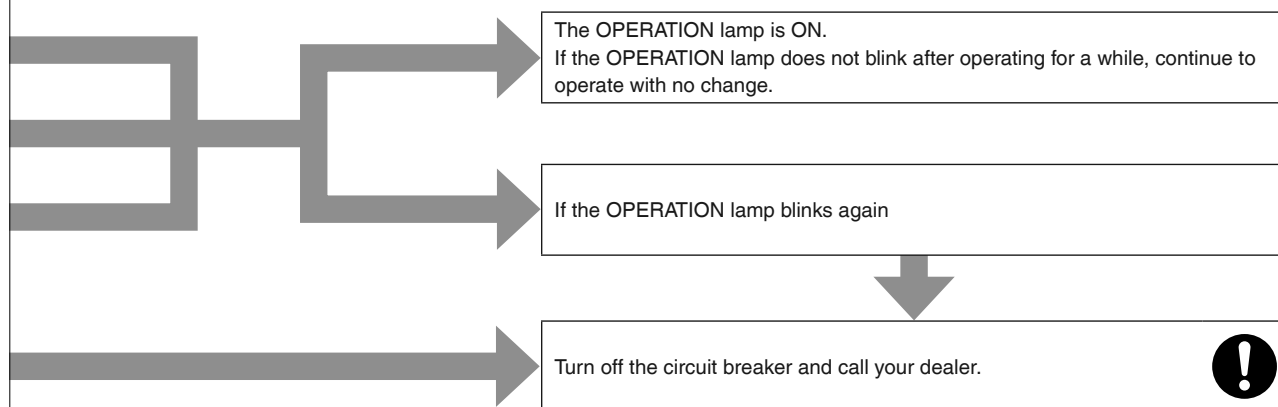 The OPERATION lamp is ON.
If the OPERATION lamp does not blink after operating for a while, continue to
operate with no change.
If the OPERATION lamp blinks again
Turn off the circuit breaker and call your dealer.